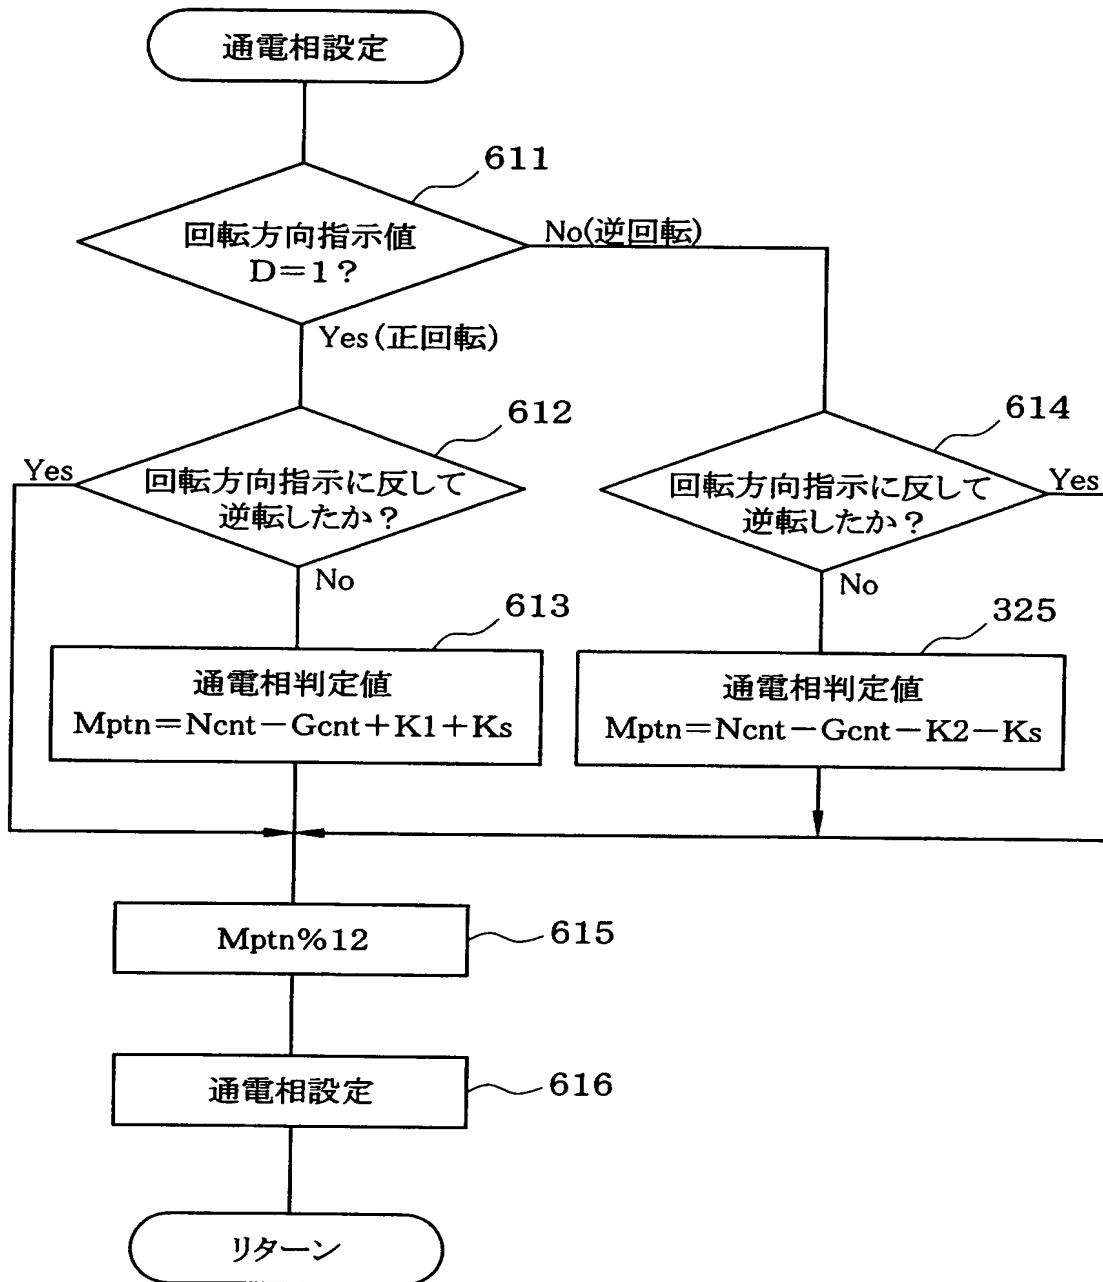 通電相設定
611
回転方向指示値
D=1?
No(逆回転)
Yes(正回転)
612
Yes
回転方向指示に反して
逆転したか?
No
614
回転方向指示に反して
逆転したか?
Yes
No
613
通電相判定値
Mptn=Ncnt-Gcnt+K1+Ks
325
通電相判定値
Mptn=Ncnt-Gcnt-K2-Ks
Mptn%12
615
通電相設定
616
リターン